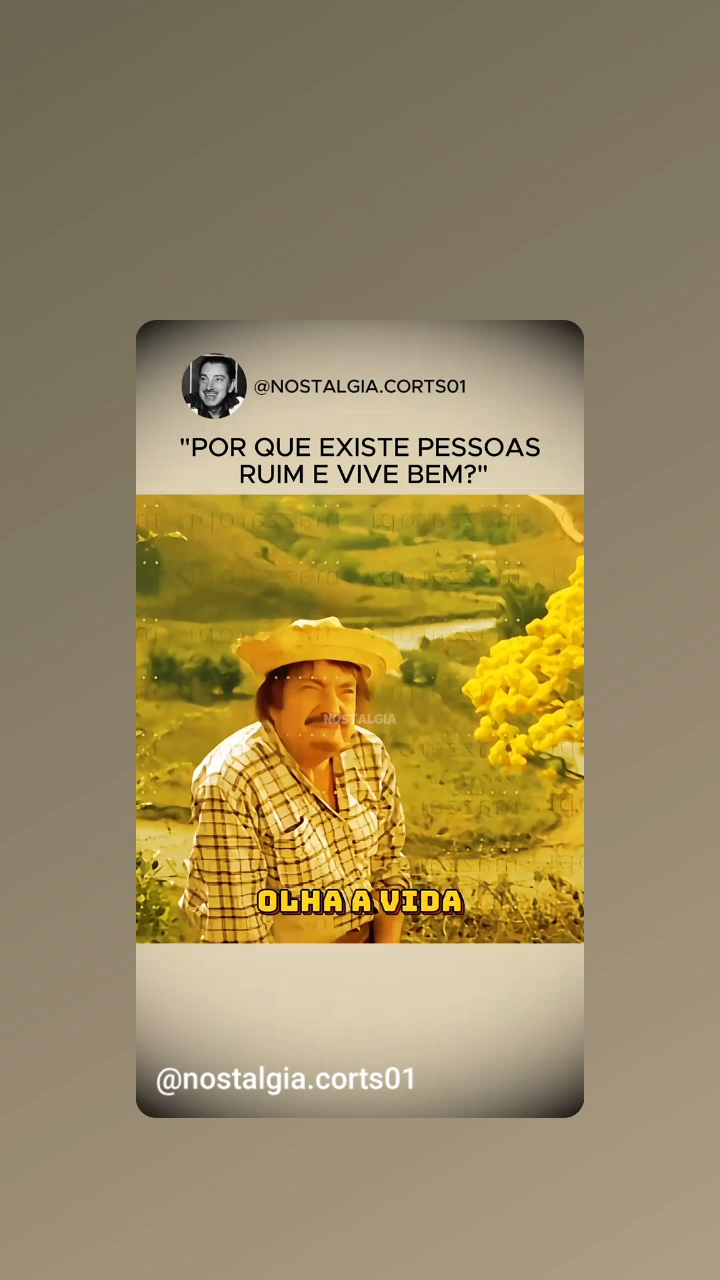 @NOSTALGIA.CORTS01
"POR QUE EXISTE PESSOAS
RUIM E VIVE BEM?"
NOSTALGIA
OLHA A VIDA
@nostalgia.corts01